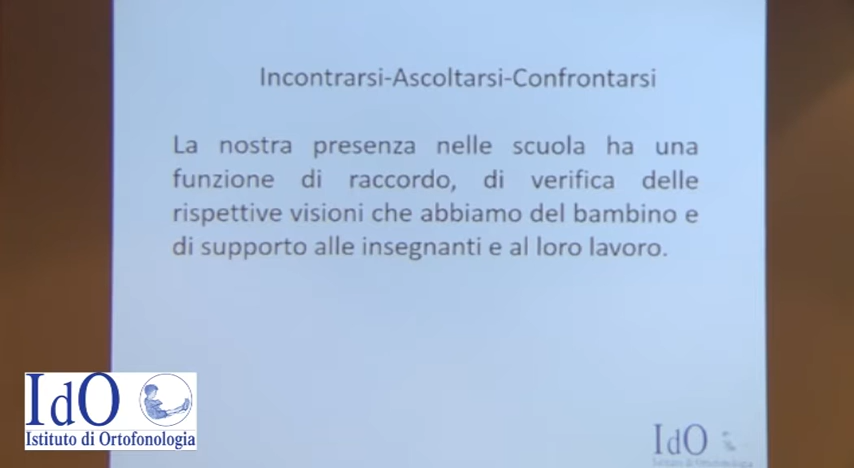 Incontrarsi-Ascoltarsi-Confrontarsi
La nostra presenza nelle scuola ha una
funzione di raccordo, di verifica delle
rispettive visioni che abbiamo del bambino e
di supporto alle insegnanti e al loro lavoro.
IdO
Istituto di Ortofonologia
IdO